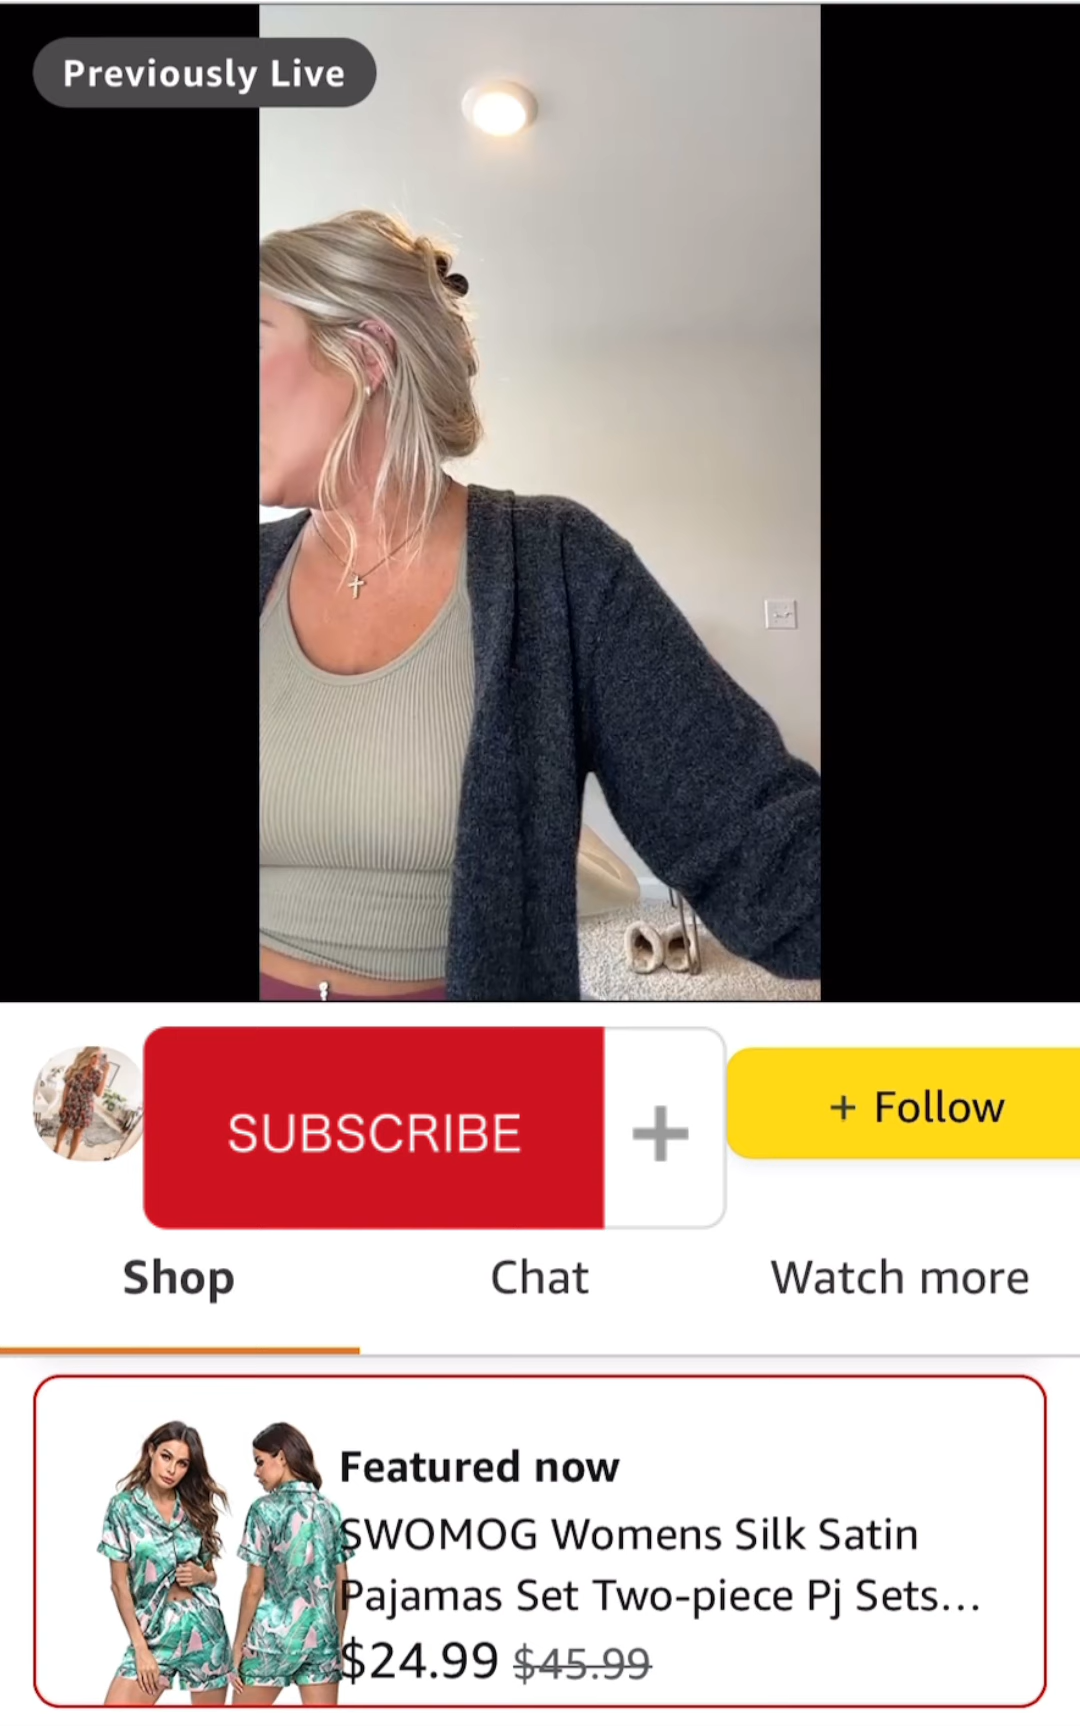 Previously Live
SUBSCRIBE
+
+ Follow
Shop
Chat
Watch more
Featured now
SWOMOG Womens Silk Satin
Pajamas Set Two-piece Pj Sets...
$24.99 $45.99